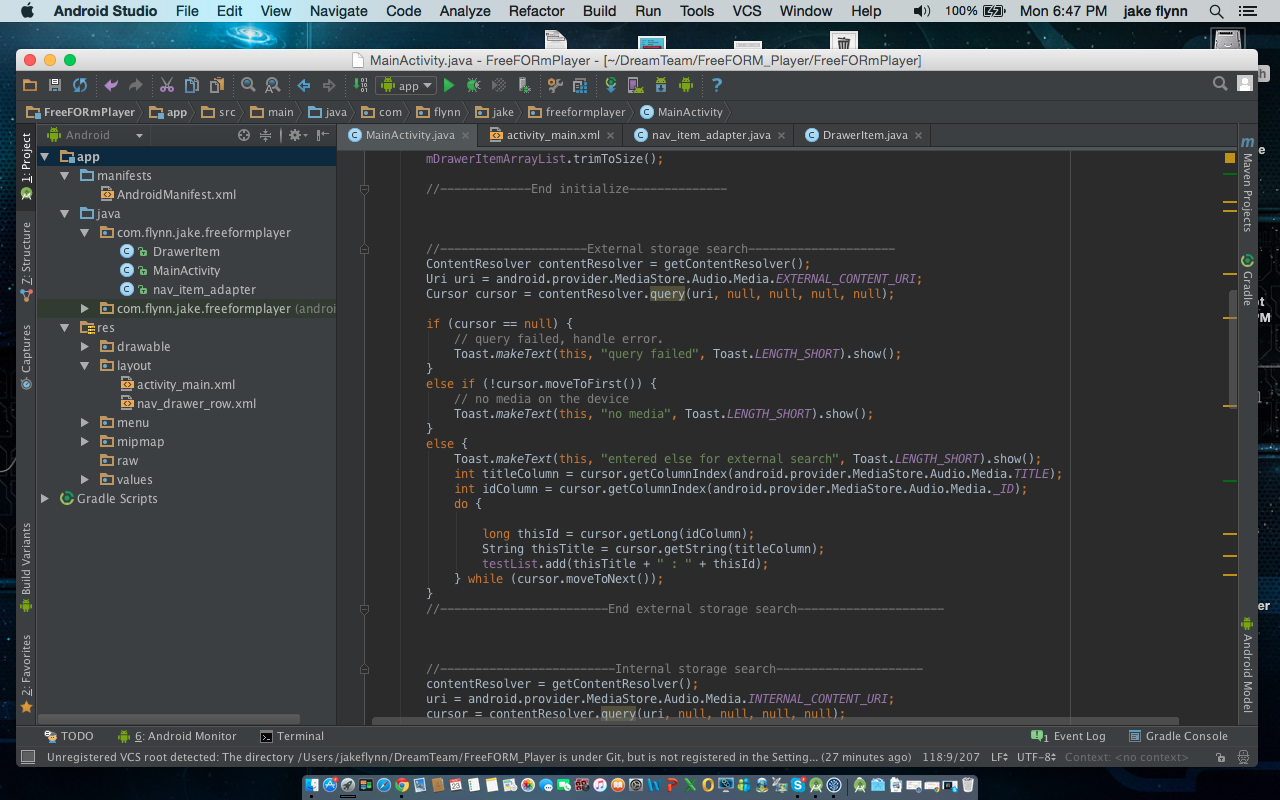 Android Studio File Edit View Navigate Code Analyze Refactor Build Run Tools VCS Window Help 100% Mon 6:47 PM jake flynn
MainActivity.java - FreeFORmPlayer - [~/DreamTeam/FreeFORM_Player/FreeFORmPlayer]
app
FreeFORmPlayer app src main java com flynn jake freeformplayer MainActivity
Android
MainActivity.java activity_main.xml nav_item_adapter.java DrawerItem.java
1: Project
Z: Structure
Captures
Build Variants
2: Favorites
app
manifests
AndroidManifest.xml
java
com.flynn.jake.freeformplayer
DrawerItem
MainActivity
nav_item_adapter
com.flynn.jake.freeformplayer (androi
res
drawable
layout
activity_main.xml
nav_drawer_row.xml
menu
mipmap
raw
values
Gradle Scripts
mDrawerItemArrayList.trimToSize();
//-------------End initialize--------------
//---------------------External storage search---------------------
ContentResolver contentResolver = getContentResolver();
Uri uri = android.provider.MediaStore.Audio.Media.EXTERNAL_CONTENT_URI;
Cursor cursor = contentResolver.query(uri, null, null, null, null);
if (cursor == null) {
// query failed, handle error.
Toast.makeText(this, "query failed", Toast.LENGTH_SHORT).show();
}
else if (!cursor.moveToFirst()) {
// no media on the device
Toast.makeText(this, "no media", Toast.LENGTH_SHORT).show();
}
else {
Toast.makeText(this, "entered else for external search", Toast.LENGTH_SHORT).show();
int titleColumn = cursor.getColumnIndex(android.provider.MediaStore.Audio.Media.TITLE);
int idColumn = cursor.getColumnIndex(android.provider.MediaStore.Audio.Media._ID);
do {
long thisId = cursor.getLong(idColumn);
String thisTitle = cursor.getString(titleColumn);
testList.add(thisTitle + " : " + thisId);
} while (cursor.moveToNext());
}
//------------------------End external storage search---------------------
//-------------------------Internal storage search---------------------
contentResolver = getContentResolver();
uri = android.provider.MediaStore.Audio.Media.INTERNAL_CONTENT_URI;
cursor = contentResolver.query(uri, null, null, null, null);
Maven Projects
Gradle
Android Model
TODO 6: Android Monitor Terminal 1 Event Log Gradle Console
Unregistered VCS root detected: The directory /Users/jakeflynn/DreamTeam/FreeFORM_Player is under Git, but is not registered in the Setting... (27 minutes ago) 118:9/207 LF UTF-8 Context: <no context>